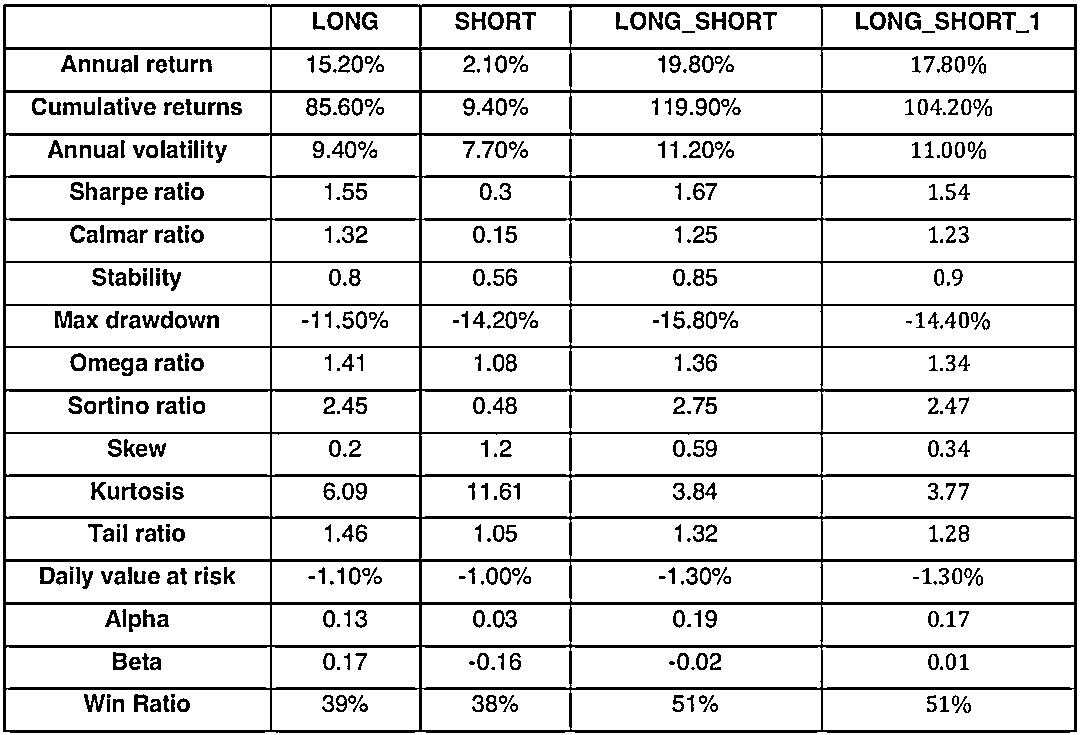 LONG SHORT LONG_SHORT LONG_SHORT_1
Annual return 15.20% 2.10% 19.80% 17.80%
Cumulative returns 85.60% 9.40% 119.90% 104.20%
Annual volatility 9.40% 7.70% 11.20% 11.00%
Sharpe ratio 1.55 0.3 1.67 1.54
Calmar ratio 1.32 0.15 1.25 1.23
Stability 0.8 0.56 0.85 0.9
Max drawdown -11.50% -14.20% -15.80% -14.40%
Omega ratio 1.41 1.08 1.36 1.34
Sortino ratio 2.45 0.48 2.75 2.47
Skew 0.2 1.2 0.59 0.34
Kurtosis 6.09 11.61 3.84 3.77
Tail ratio 1.46 1.05 1.32 1.28
Daily value at risk -1.10% -1.00% -1.30% -1.30%
Alpha 0.13 0.03 0.19 0.17
Beta 0.17 -0.16 -0.02 0.01
Win Ratio 39% 38% 51% 51%